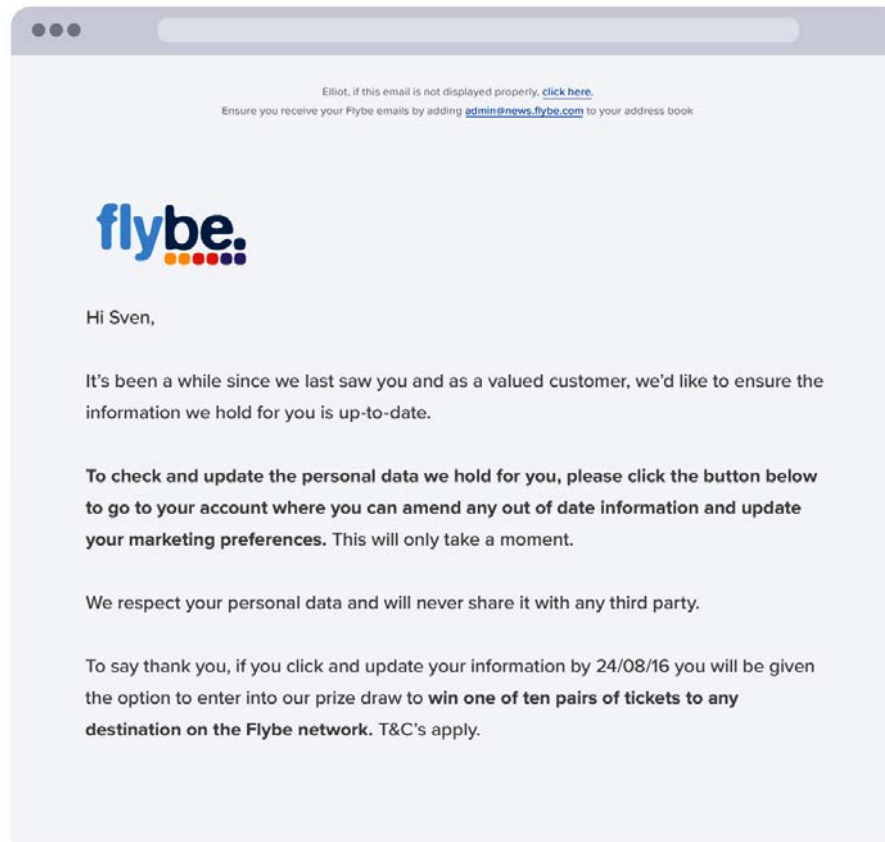 Elliot, if this email is not displayed properly, click here.
Ensure you receive your Flybe emails by adding admin@news.flybe.com to your address book
flybe.
Hi Sven,
It's been a while since we last saw you and as a valued customer, we'd like to ensure the
information we hold for you is up-to-date.
To check and update the personal data we hold for you, please click the button below
to go to your account where you can amend any out of date information and update
your marketing preferences. This will only take a moment.
We respect your personal data and will never share it with any third party.
To say thank you, if you click and update your information by 24/08/16 you will be given
the option to enter into our prize draw to win one of ten pairs of tickets to any
destination on the Flybe network. T&C's apply.